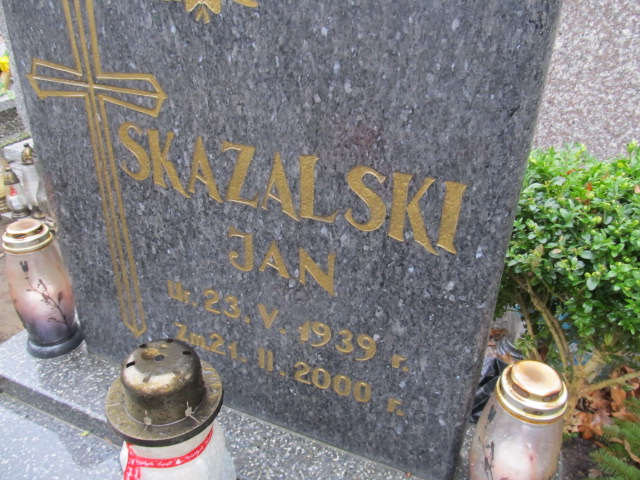 SKAZALSKI
JAN
Ur. 23. V. 1939 r.
Zm. 21. II. 2000 r.